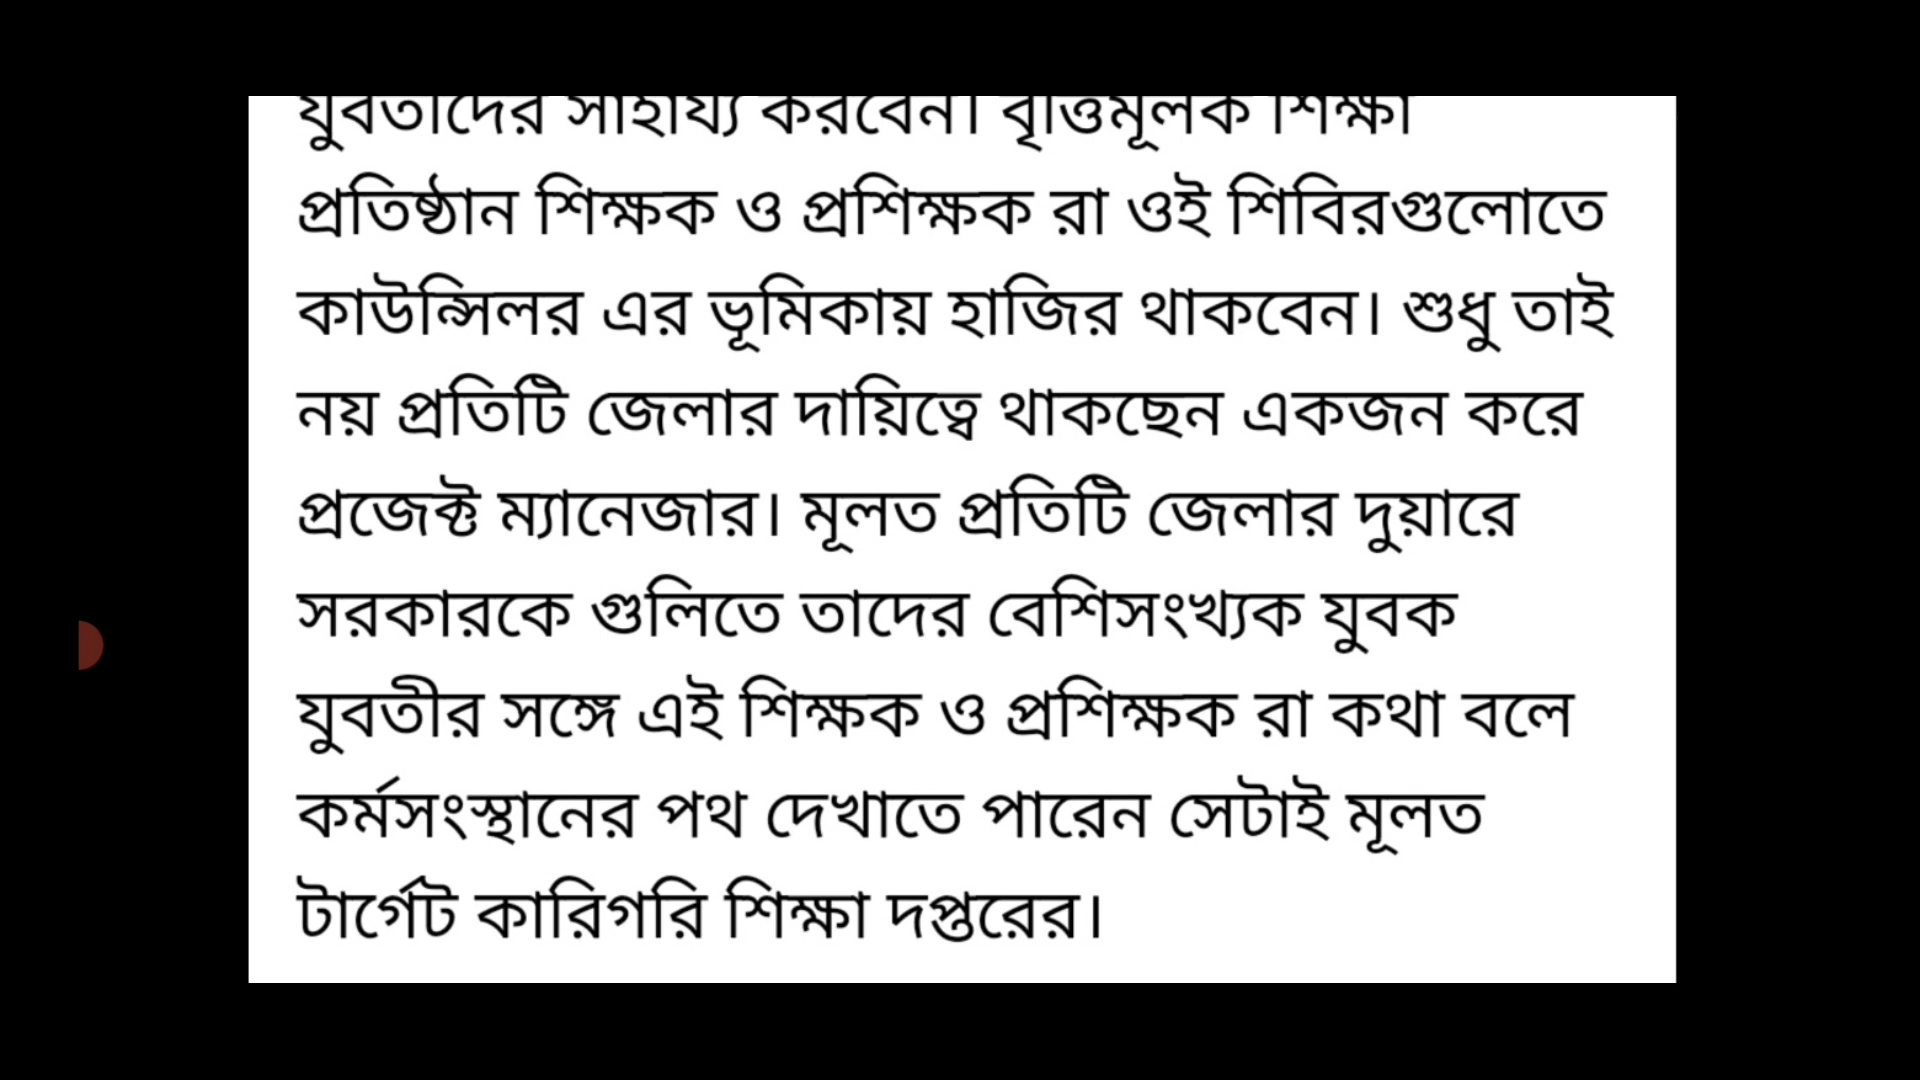 যুবতীদের সাহায্য করবেন। বৃত্তিমূলক শিক্ষা
প্রতিষ্ঠান শিক্ষক ও প্রশিক্ষক রা ওই শিবিরগুলোতে
কাউন্সিলর এর ভূমিকায় হাজির থাকবেন। শুধু তাই
নয় প্রতিটি জেলার দায়িত্বে থাকছেন একজন করে
প্রজেক্ট ম্যানেজার। মূলত প্রতিটি জেলার দুয়ারে
সরকারকে গুলিতে তাদের বেশিসংখ্যক যুবক
যুবতীর সঙ্গে এই শিক্ষক ও প্রশিক্ষক রা কথা বলে
কর্মসংস্থানের পথ দেখাতে পারেন সেটাই মূলত
টার্গেট কারিগরি শিক্ষা দপ্তরের।